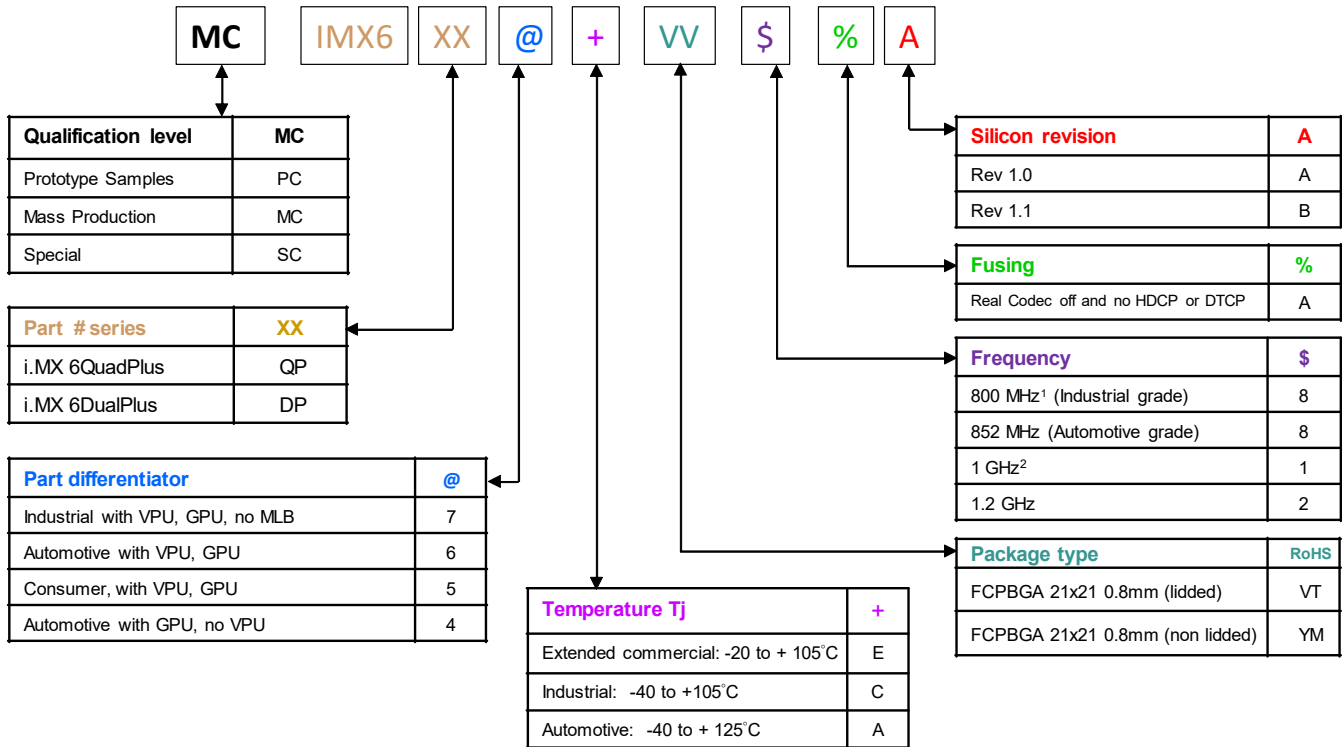 MC IMX6 XX @ + VV $ % A
Qualification level MC
Prototype Samples PC
Mass Production MC
Special SC
Part # series XX
i.MX 6QuadPlus QP
i.MX 6DualPlus DP
Part differentiator @
Industrial with VPU, GPU, no MLB 7
Automotive with VPU, GPU 6
Consumer, with VPU, GPU 5
Automotive with GPU, no VPU 4
Temperature Tj +
Extended commercial: -20 to + 105°C E
Industrial: -40 to +105°C C
Automotive: -40 to + 125°C A
Silicon revision A
Rev 1.0 A
Rev 1.1 B
Fusing %
Real Codec off and no HDCP or DTCP A
Frequency $
800 MHz¹ (Industrial grade) 8
852 MHz (Automotive grade) 8
1 GHz² 1
1.2 GHz 2
Package type RoHS
FCPBGA 21x21 0.8mm (lidded) VT
FCPBGA 21x21 0.8mm (non lidded) YM